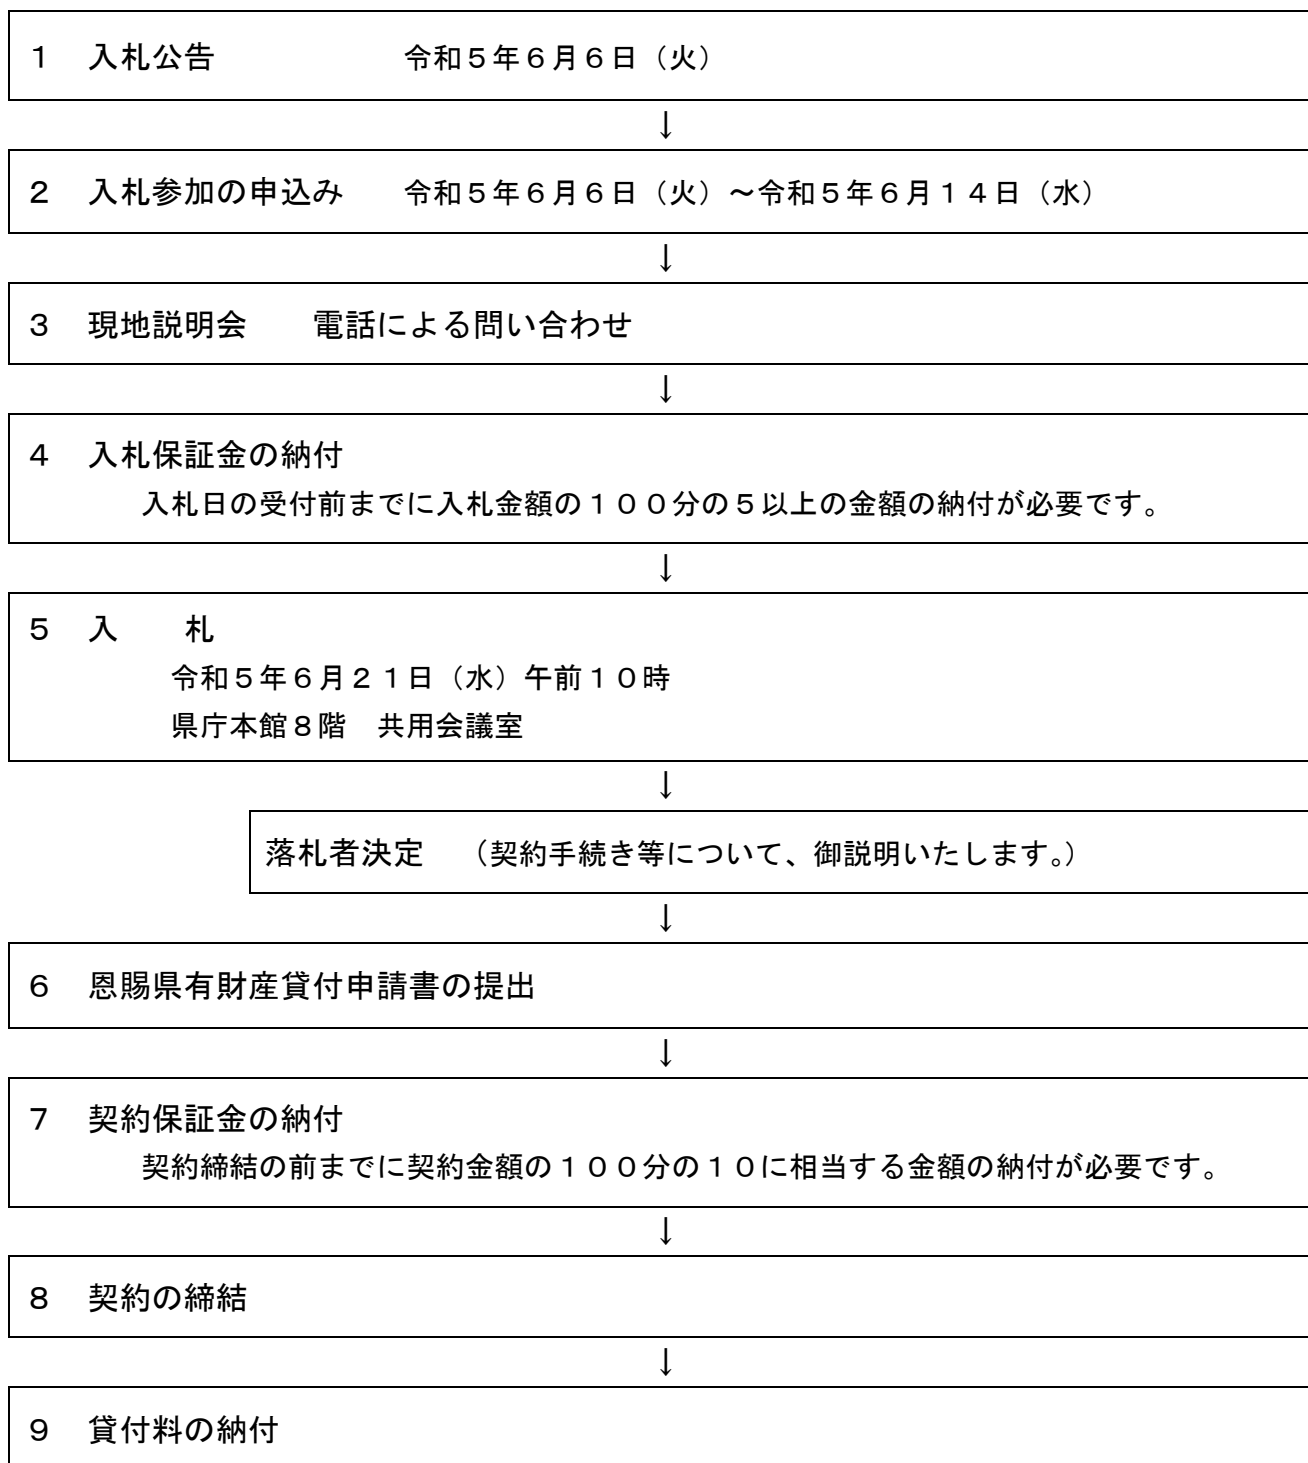 １　入札公告　　　　　　令和５年６月６日（火）
↓
２　入札参加の申込み　　令和５年６月６日（火）～令和５年６月１４日（水）
↓
３　現地説明会　　電話による問い合わせ
↓
４　入札保証金の納付
入札日の受付前までに入札金額の１００分の５以上の金額の納付が必要です。
↓
５　入　　札
令和５年６月２１日（水）午前１０時
県庁本館８階　共用会議室
↓
落札者決定　（契約手続き等について、御説明いたします。）
↓
６　恩賜県有財産貸付申請書の提出
↓
７　契約保証金の納付
契約締結の前までに契約金額の１００分の１０に相当する金額の納付が必要です。
↓
８　契約の締結
↓
９　貸付料の納付